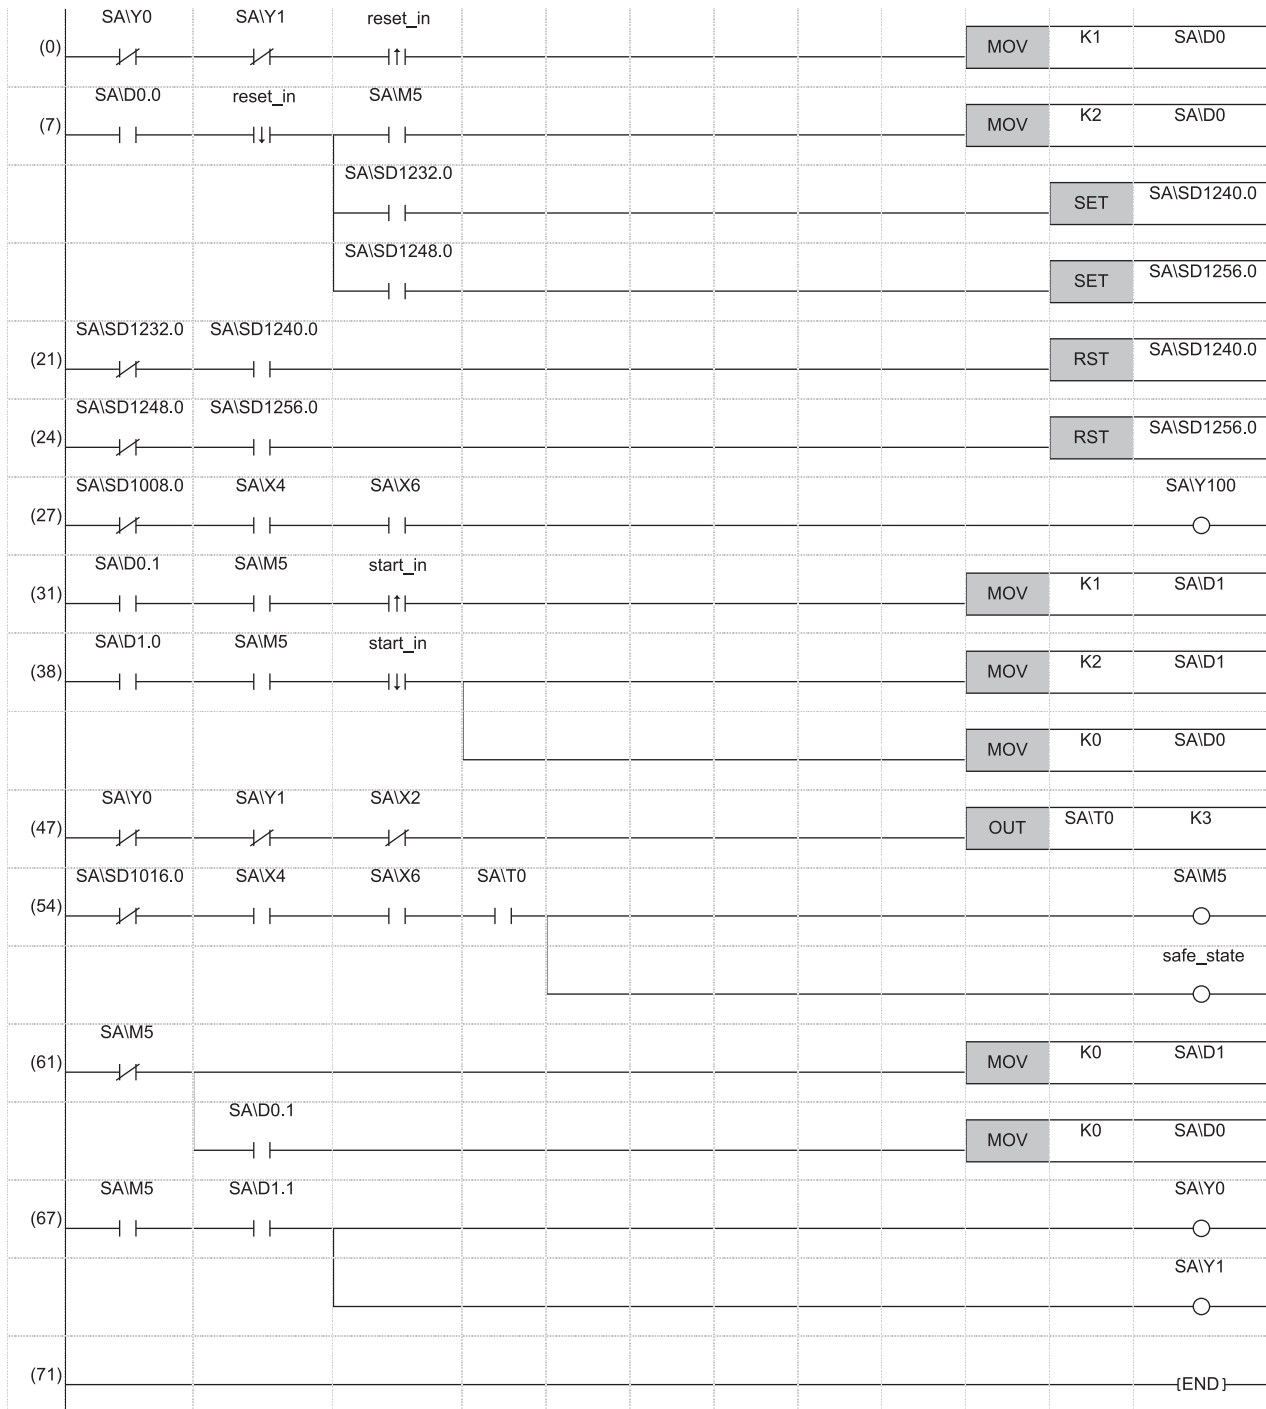 SA\Y0 SA\Y1 reset_in
(0) MOV K1 SA\D0
SA\D0.0 reset_in SA\M5
(7) MOV K2 SA\D0
SA\SD1232.0
SET SA\SD1240.0
SA\SD1248.0
SET SA\SD1256.0
SA\SD1232.0 SA\SD1240.0
(21) RST SA\SD1240.0
SA\SD1248.0 SA\SD1256.0
(24) RST SA\SD1256.0
SA\SD1008.0 SA\X4 SA\X6 SA\Y100
(27)
SA\D0.1 SA\M5 start_in
(31) MOV K1 SA\D1
SA\D1.0 SA\M5 start_in
(38) MOV K2 SA\D1
MOV K0 SA\D0
SA\Y0 SA\Y1 SA\X2
(47) OUT SA\T0 K3
SA\SD1016.0 SA\X4 SA\X6 SA\T0 SA\M5
(54)
safe_state
SA\M5
(61) MOV K0 SA\D1
SA\D0.1
MOV K0 SA\D0
SA\M5 SA\D1.1 SA\Y0
(67)
SA\Y1
(71) [END]